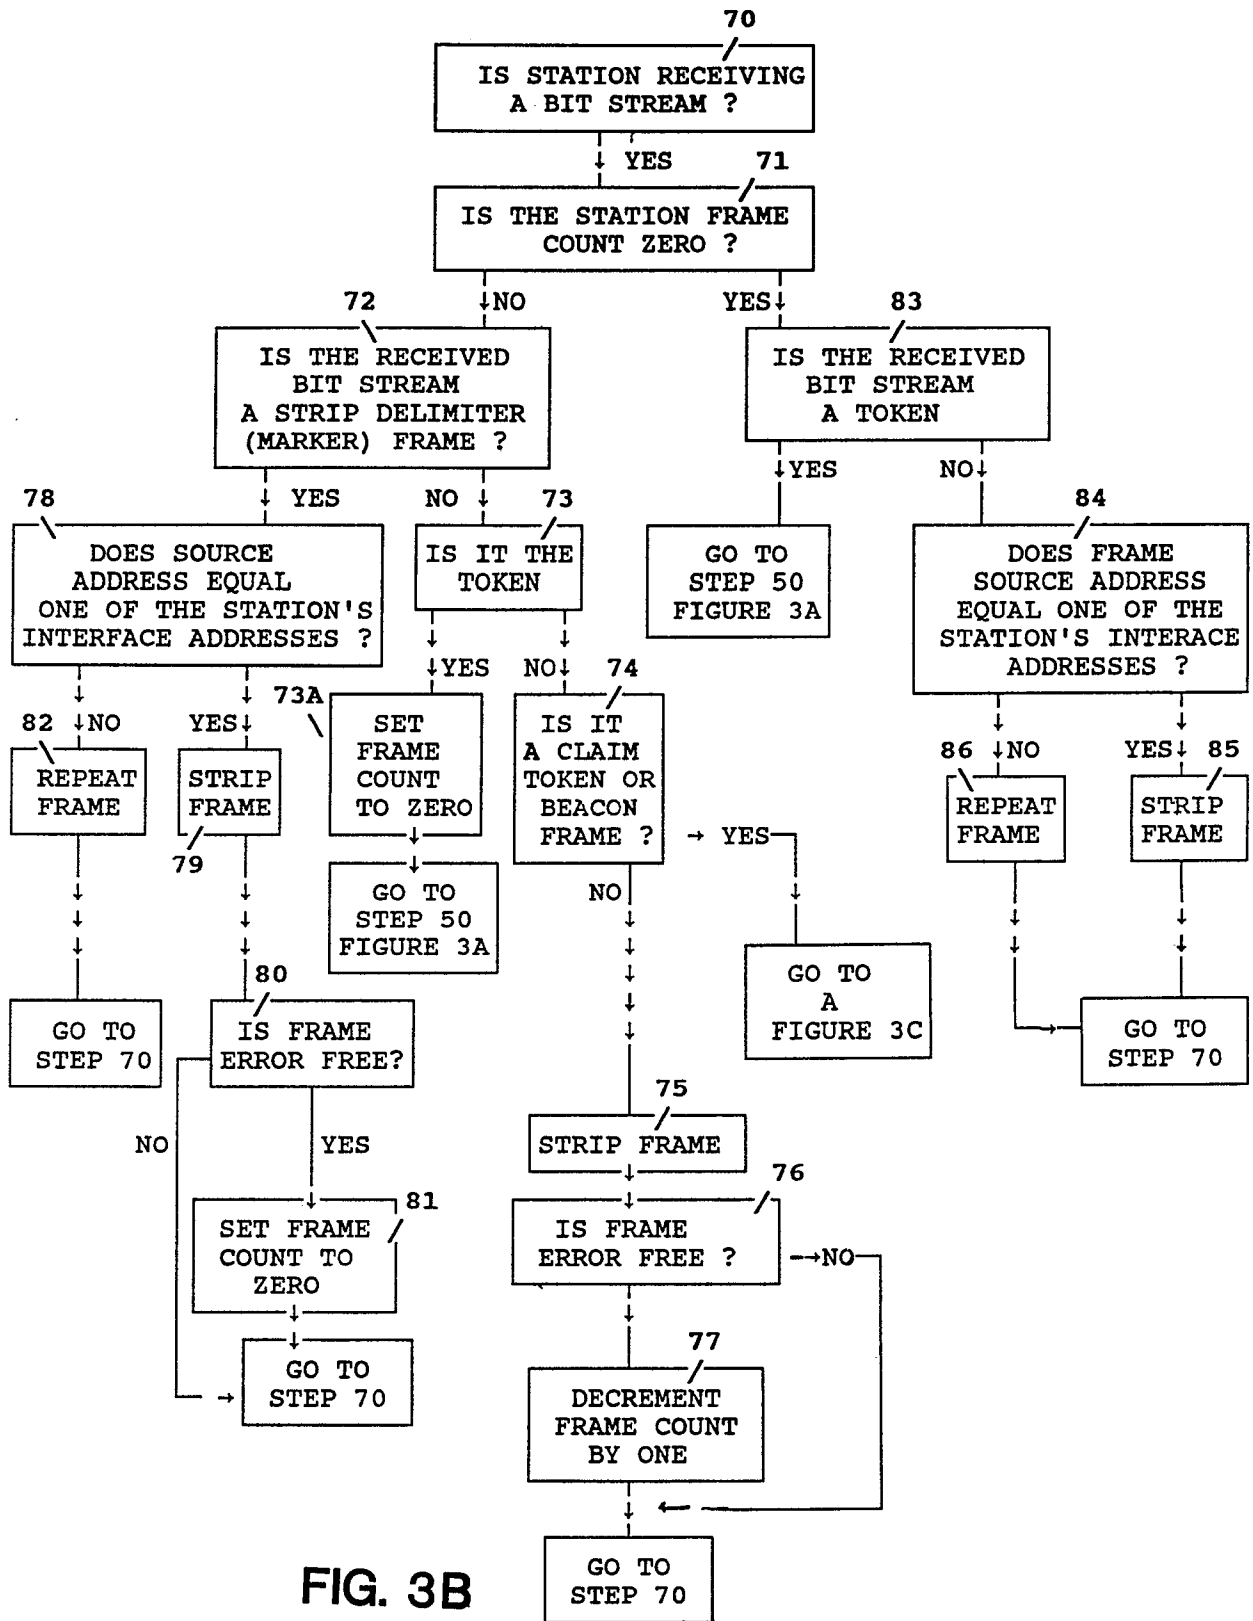 70
IS STATION RECEIVING
A BIT STREAM ?
YES
71
IS THE STATION FRAME
COUNT ZERO ?
NO
YES
72
IS THE RECEIVED
BIT STREAM
A STRIP DELIMITER
(MARKER) FRAME ?
83
IS THE RECEIVED
BIT STREAM
A TOKEN
YES
NO
YES
NO
78
DOES SOURCE
ADDRESS EQUAL
ONE OF THE STATION'S
INTERFACE ADDRESSES ?
73
IS IT THE
TOKEN
GO TO
STEP 50
FIGURE 3A
84
DOES FRAME
SOURCE ADDRESS
EQUAL ONE OF THE
STATION'S INTERACE
ADDRESSES ?
NO
YES
YES
NO
NO
YES
82
REPEAT
FRAME
STRIP
FRAME
79
73A
SET
FRAME
COUNT
TO ZERO
74
IS IT
A CLAIM
TOKEN OR
BEACON
FRAME ?
YES
NO
86
REPEAT
FRAME
85
STRIP
FRAME
GO TO
STEP 50
FIGURE 3A
GO TO
A
FIGURE 3C
GO TO
STEP 70
GO TO
STEP 70
80
IS FRAME
ERROR FREE?
NO
YES
75
STRIP FRAME
81
SET FRAME
COUNT TO
ZERO
76
IS FRAME
ERROR FREE ?
NO
GO TO
STEP 70
77
DECREMENT
FRAME COUNT
BY ONE
GO TO
STEP 70
FIG. 3B